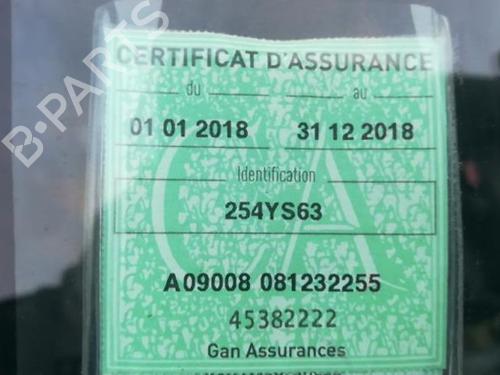 CERTIFICAT D'ASSURANCE
du au
01 01 2018 31 12 2018
Identification
254YS63
A09008 081232255
45382222
Gan Assurances
B-PARTS